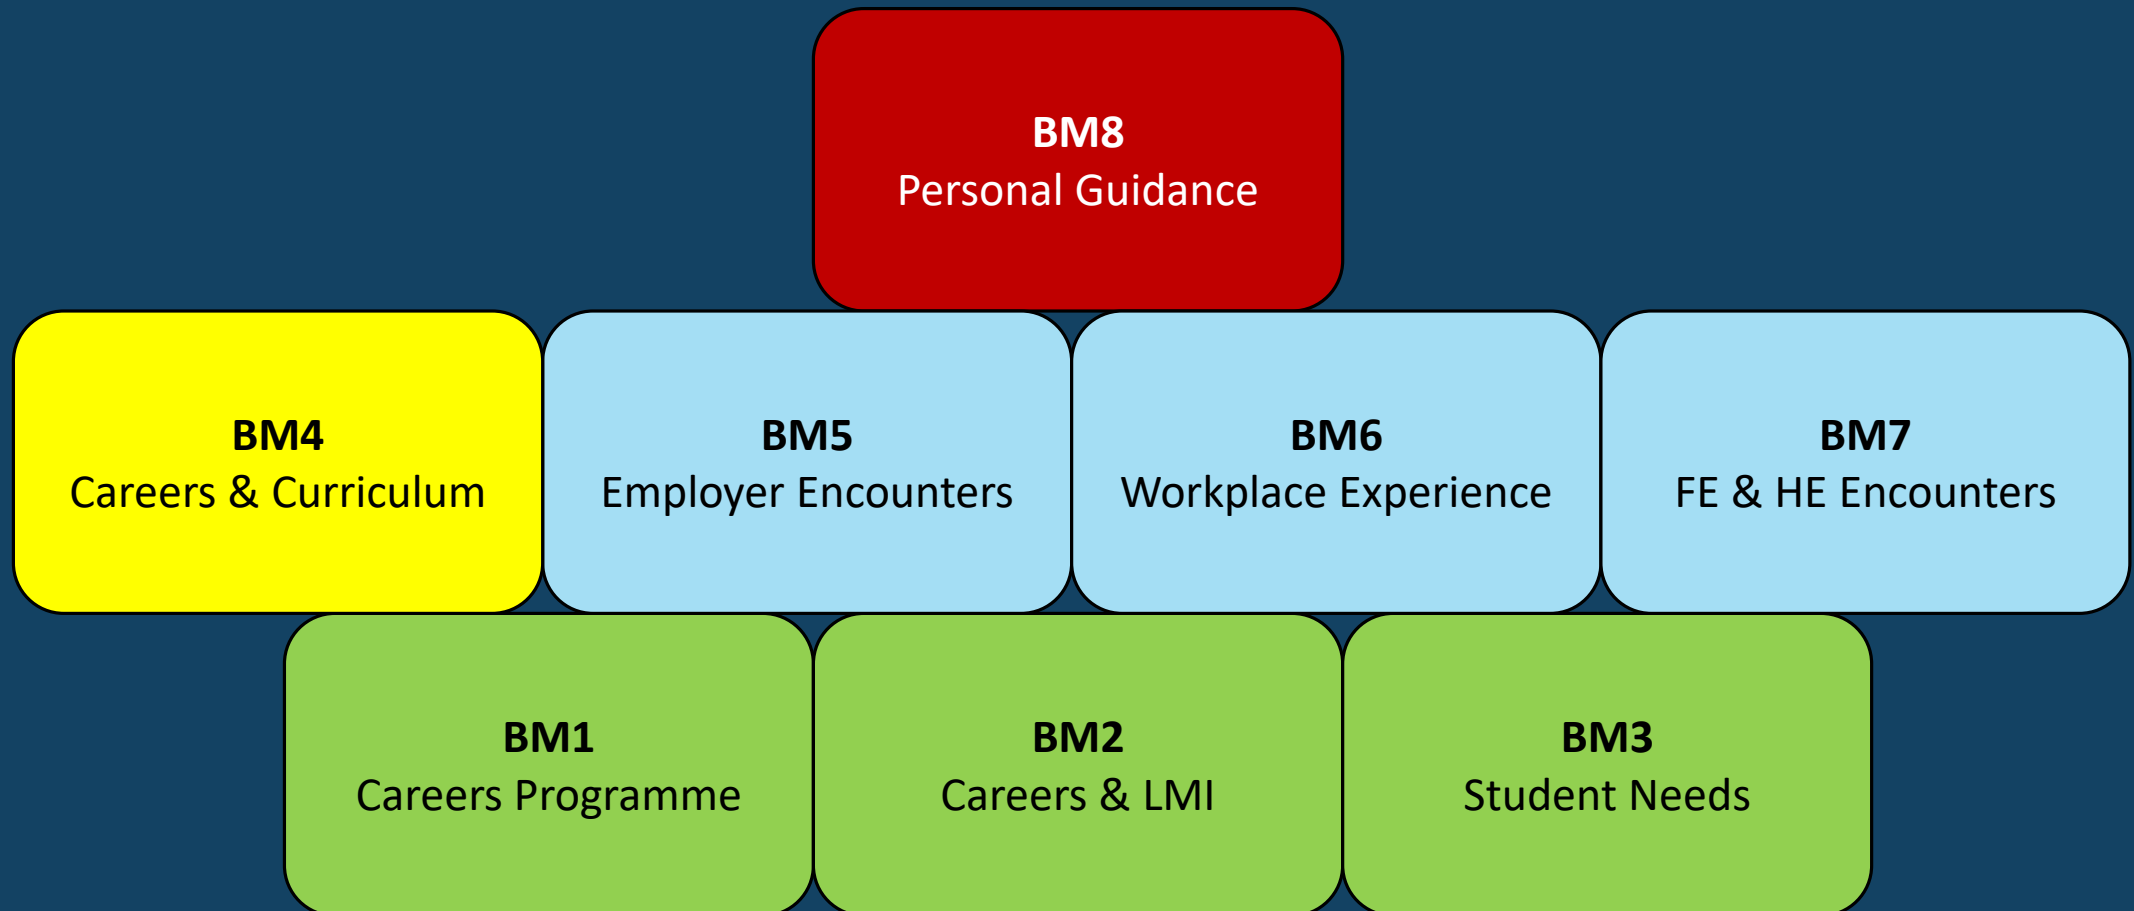 BM8
Personal Guidance
BM4
Careers & Curriculum
BM5
Employer Encounters
BM6
Workplace Experience
BM7
FE & HE Encounters
BM1
Careers Programme
BM2
Careers & LMI
BM3
Student Needs